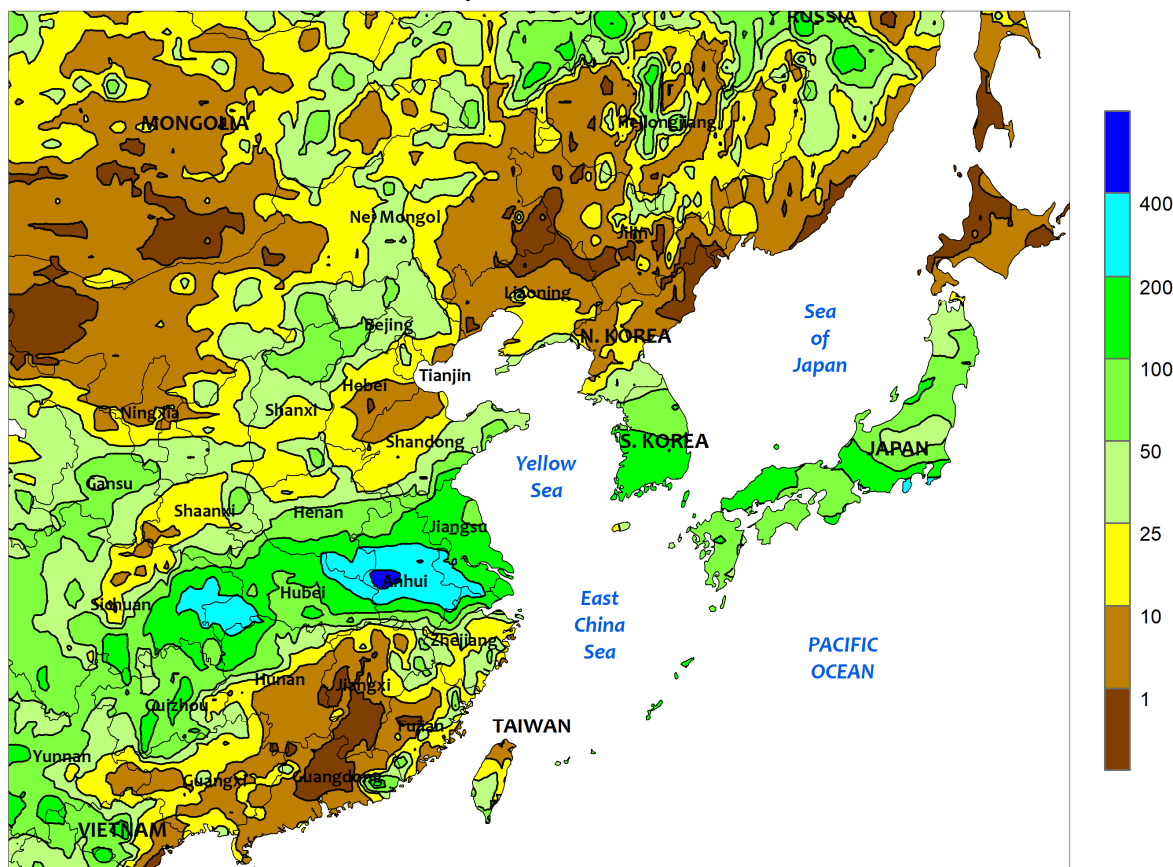 RUSSIA
MONGOLIA
Heilongjiang
Nei Mongol
Jilin
Liaoning
Beijing
N. KOREA
Sea
of
Japan
Tianjin
Hebei
Ningxia
Shanxi
Shandong
S. KOREA
JAPAN
Yellow
Sea
Gansu
Shaanxi
Henan
Jiangsu
Anhui
Hubei
Sichuan
East
China
Sea
Zhejiang
PACIFIC
OCEAN
Hunan
Jiangxi
Guizhou
Fujian
TAIWAN
Yunnan
Guangxi
Guangdong
VIETNAM
400
200
100
50
25
10
1